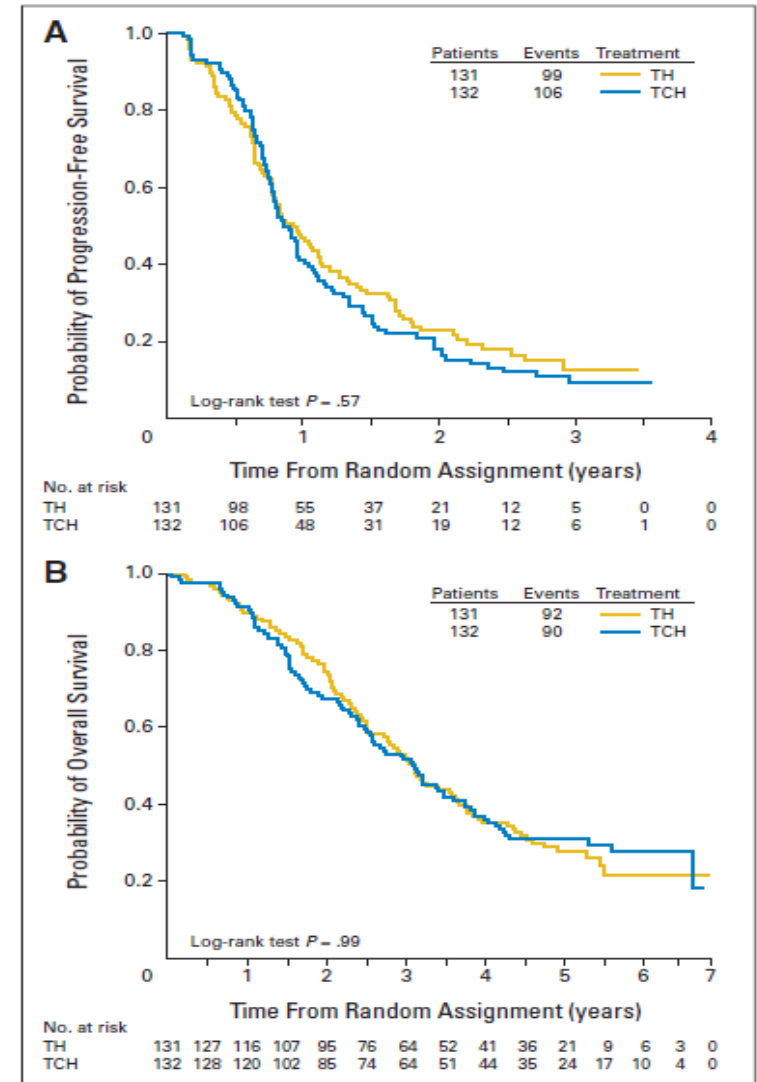 A
Probability of Progression-Free Survival
1.0
0.8
0.6
0.4
0.2
Patients Events Treatment
131 99 TH
132 106 TCH
Log-rank test P = .57
0 1 2 3 4
Time From Random Assignment (years)
No. at risk
TH 131 98 55 37 21 12 5 0 0
TCH 132 106 48 31 19 12 6 1 0
B
Probability of Overall Survival
1.0
0.8
0.6
0.4
0.2
Patients Events Treatment
131 92 TH
132 90 TCH
Log-rank test P = .99
0 1 2 3 4 5 6 7
Time From Random Assignment (years)
No. at risk
TH 131 127 116 107 95 76 64 52 41 36 21 9 6 3 0
TCH 132 128 120 102 85 74 64 51 44 35 24 17 10 4 0